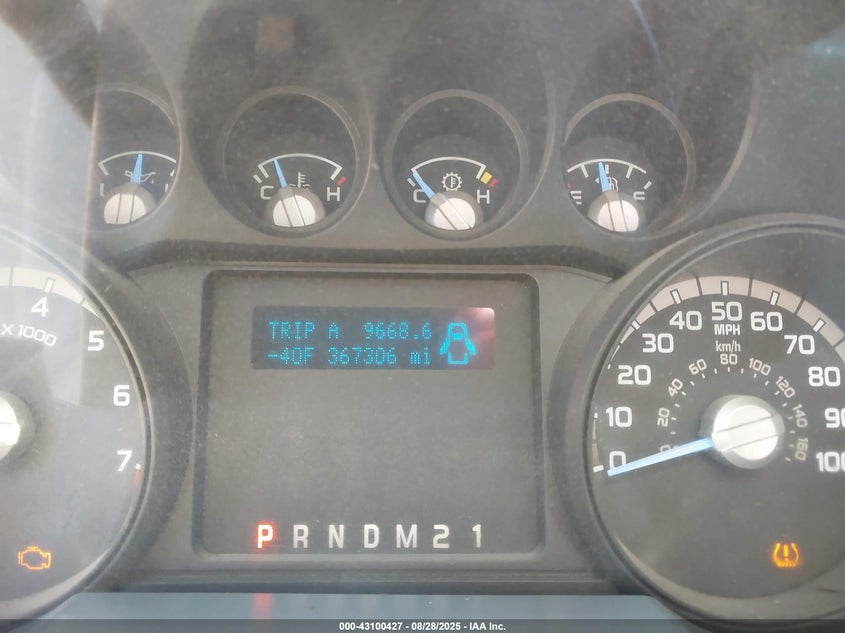 C H
C H
E F
X 1000
4
5
6
7
TRIP A 9668.6
-40F 367306 mi
P R N D M 2 1
0 10 20 30 40 50 60 70 80 90 100
MPH
km/h
0 20 40 60 80 100 120 140 160
000-43100427 - 08/28/2025 - IAA Inc.